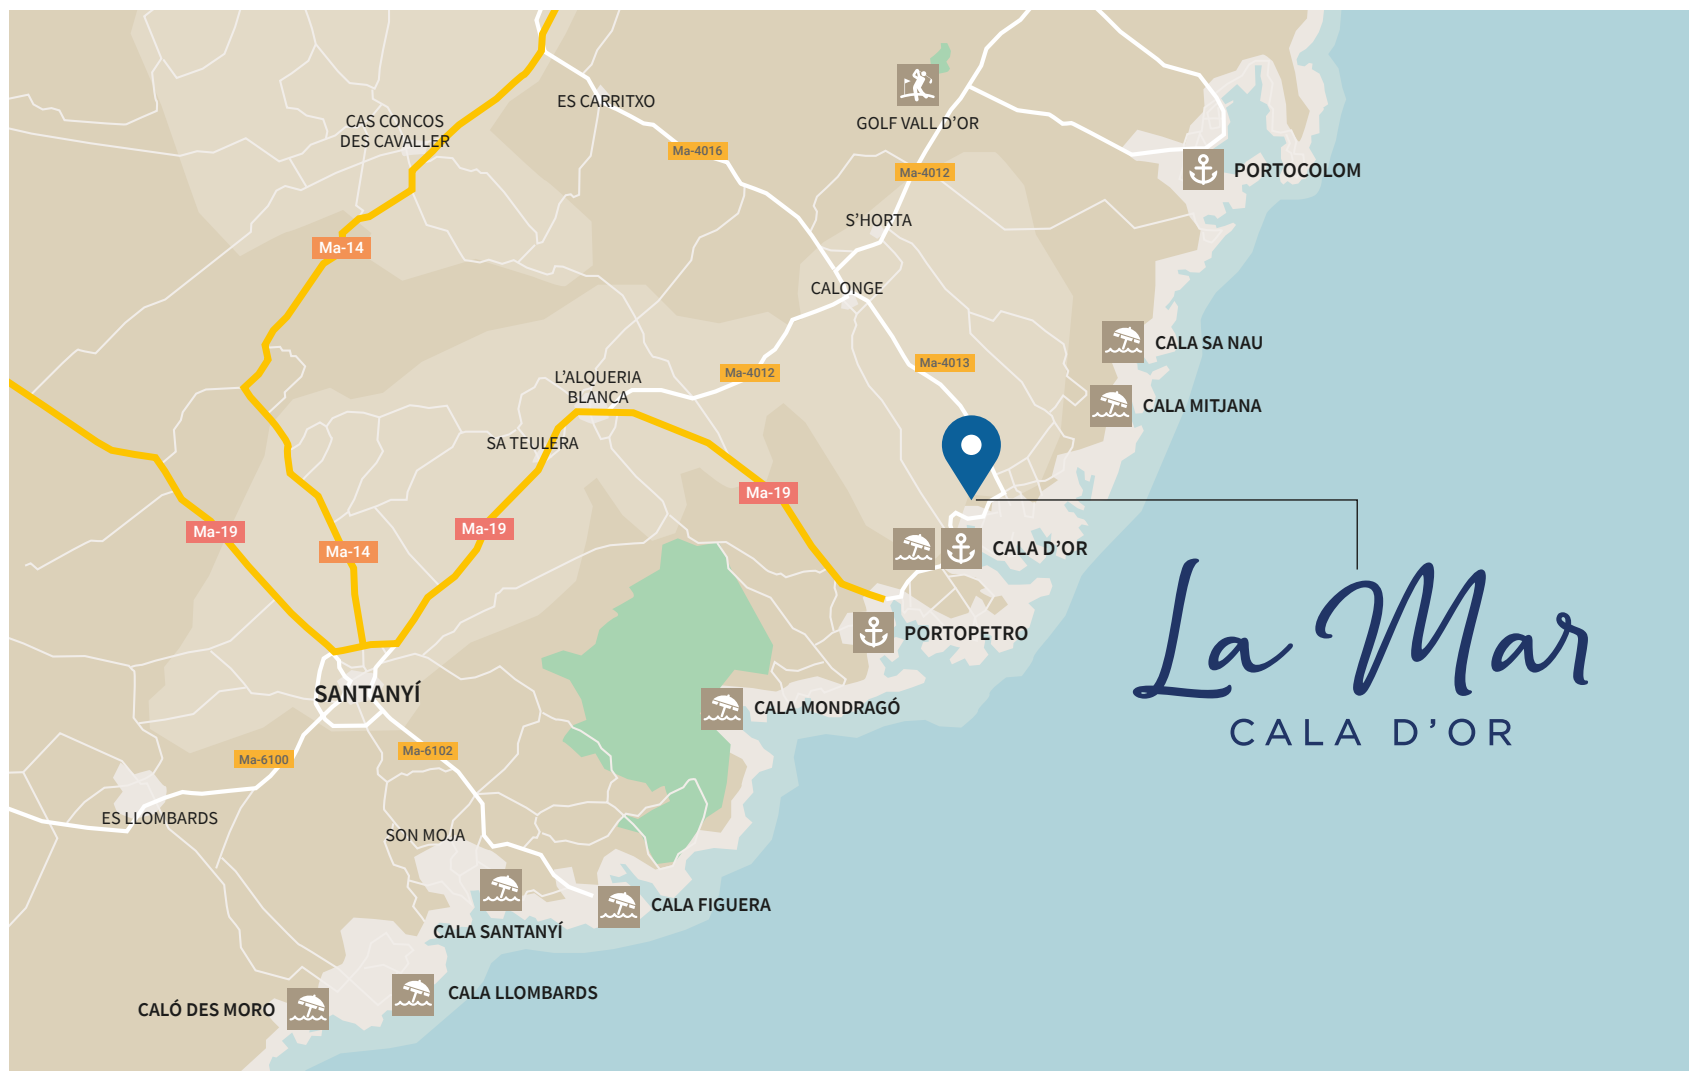 ES CARRITXO
CAS CONCOS
DES CAVALLER
GOLF VALL D’OR
Ma-4016
Ma-4012
PORTOCOLOM
S’HORTA
Ma-14
CALONGE
CALA SA NAU
Ma-4013
Ma-4012
L’ALQUERIA
BLANCA
CALA MITJANA
SA TEULERA
Ma-19
Ma-19
Ma-19
Ma-14
CALA D’OR
PORTOPETRO
La Mar
CALA D’OR
SANTANYÍ
CALA MONDRAGÓ
Ma-6102
Ma-6100
ES LLOMBARDS
SON MOJA
CALA FIGUERA
CALA SANTANYÍ
CALA LLOMBARDS
CALÓ DES MORO